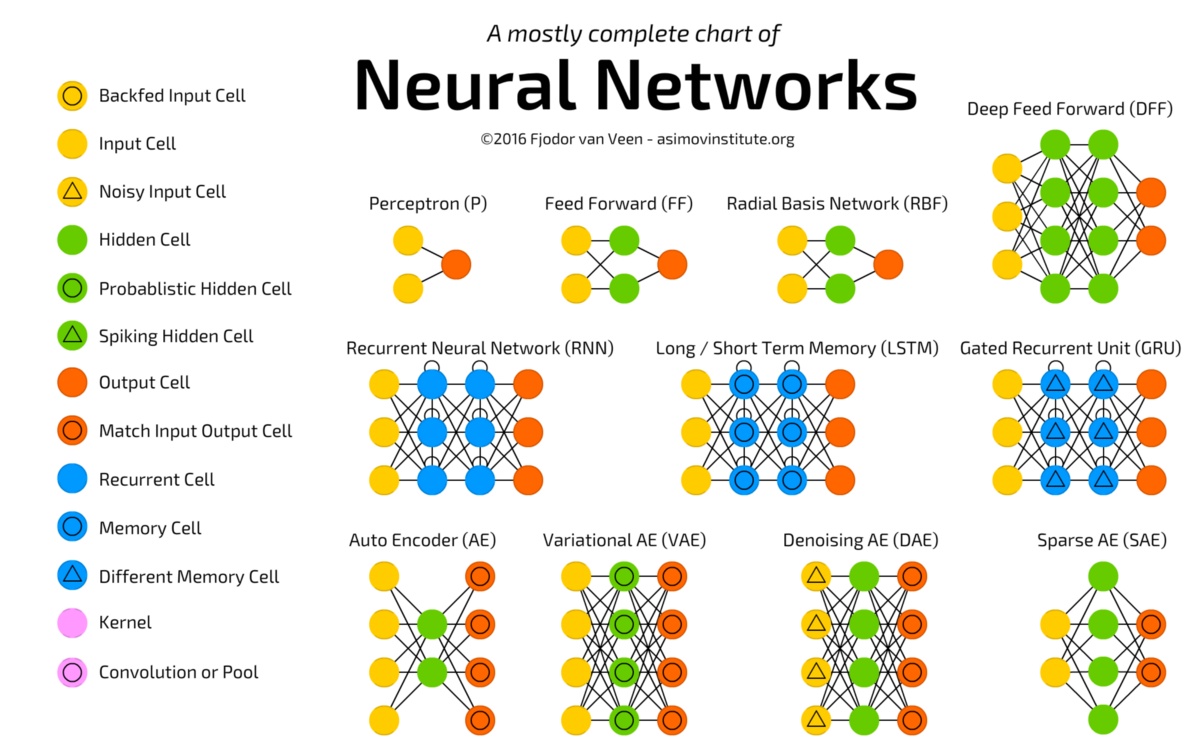 A mostly complete chart of
Neural Networks
©2016 Fjodor van Veen - asimovinstitute.org
Backfed Input Cell
Input Cell
Noisy Input Cell
Hidden Cell
Probablistic Hidden Cell
Spiking Hidden Cell
Output Cell
Match Input Output Cell
Recurrent Cell
Memory Cell
Different Memory Cell
Kernel
Convolution or Pool
Deep Feed Forward (DFF)
Perceptron (P)
Feed Forward (FF)
Radial Basis Network (RBF)
Recurrent Neural Network (RNN)
Long / Short Term Memory (LSTM)
Gated Recurrent Unit (GRU)
Auto Encoder (AE)
Variational AE (VAE)
Denoising AE (DAE)
Sparse AE (SAE)